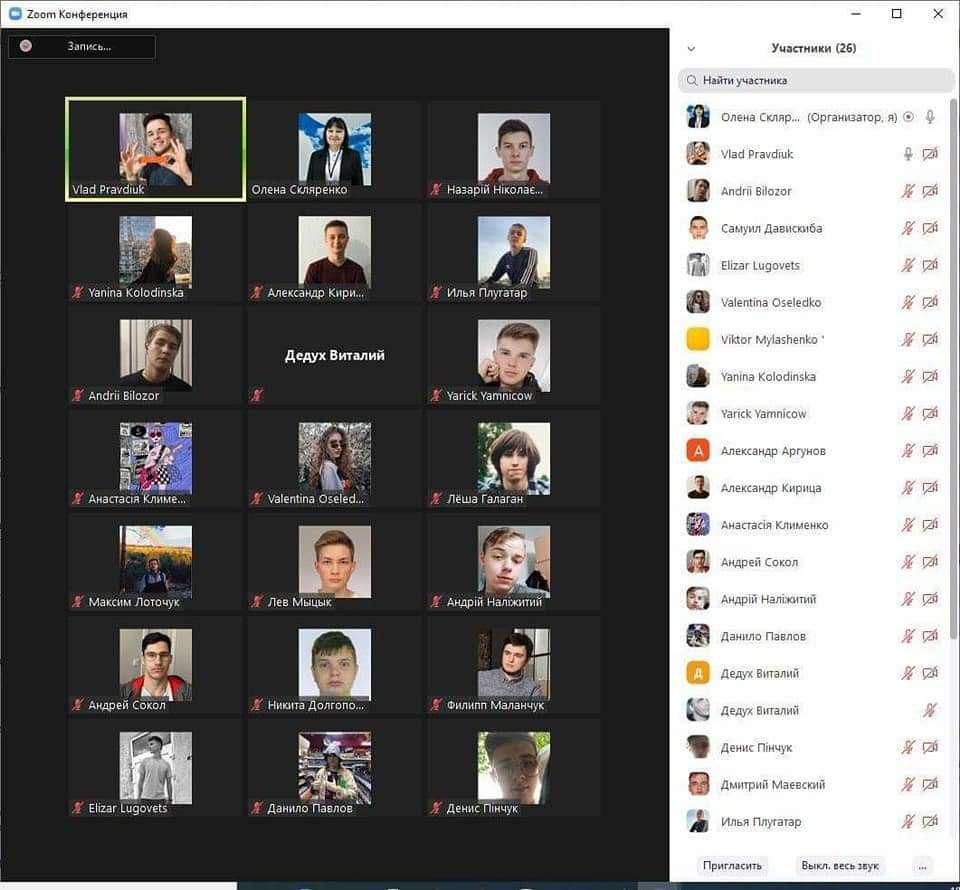 Zoom Конференция
Запись...
Vlad Pravdiuk
Олена Скляренко
Назарій Ніколає...
Yanina Kolodinska
Александр Кири...
Илья Плугатар
Andrii Bilozor
Дедух Виталий
Yarick Yamnicow
Анастасія Климе...
Valentina Oseled...
Лёша Галаган
Максим Лоточук
Лев Мыцык
Андрій Наліжитий
Андрей Сокол
Никита Долгопо...
Филипп Маланчук
Elizar Lugovets
Данило Павлов
Денис Пінчук
Участники (26)
Найти участника
Олена Скляр... (Организатор, я)
Vlad Pravdiuk
Andrii Bilozor
Самуил Давискиба
Elizar Lugovets
Valentina Oseledko
Viktor Mylashenko '
Yanina Kolodinska
Yarick Yamnicow
А Александр Аргунов
Александр Кирица
Анастасія Клименко
Андрей Сокол
Андрій Наліжитий
Данило Павлов
Д Дедух Виталий
Дедух Виталий
Денис Пінчук
Дмитрий Маевский
Илья Плугатар
Пригласить
Выкл. весь звук
...